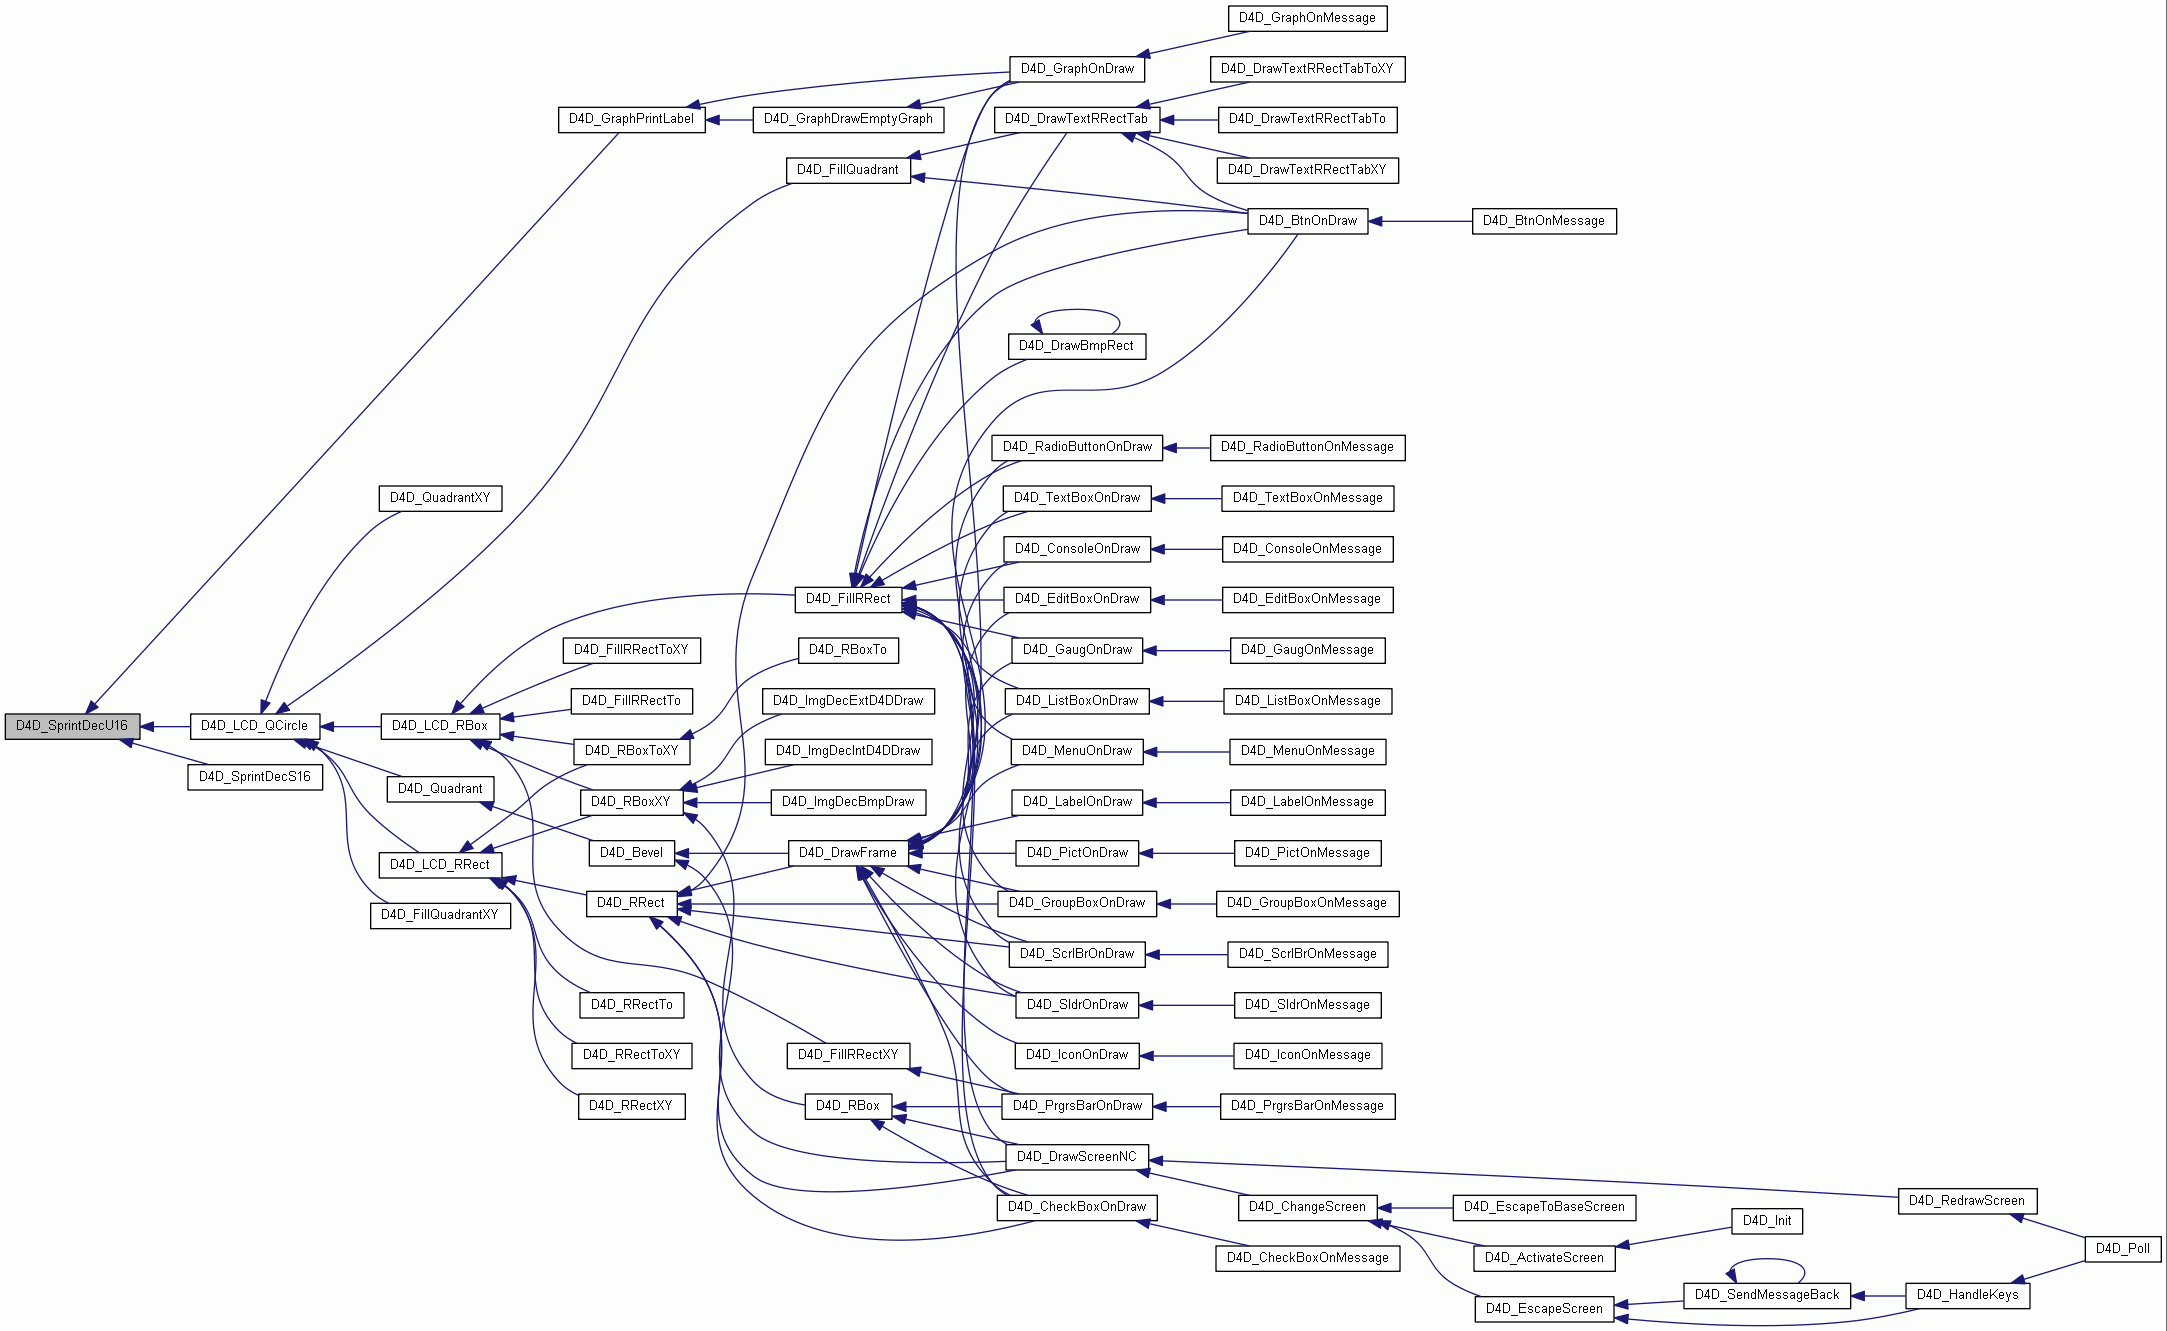 D4D_GraphOnMessage
D4D_GraphOnDraw
D4D_DrawTextRRectTabToXY
D4D_GraphPrintLabel
D4D_GraphDrawEmptyGraph
D4D_DrawTextRRectTab
D4D_DrawTextRRectTabTo
D4D_FillQuadrant
D4D_DrawTextRRectTabXY
D4D_BtnOnDraw
D4D_BtnOnMessage
D4D_DrawBmpRect
D4D_RadioButtonOnDraw
D4D_RadioButtonOnMessage
D4D_QuadrantXY
D4D_TextBoxOnDraw
D4D_TextBoxOnMessage
D4D_ConsoleOnDraw
D4D_ConsoleOnMessage
D4D_FillRRect
D4D_EditBoxOnDraw
D4D_EditBoxOnMessage
D4D_FillRRectToXY
D4D_RBoxTo
D4D_GaugOnDraw
D4D_GaugOnMessage
D4D_FillRRectTo
D4D_ImgDecExtD4DDraw
D4D_ListBoxOnDraw
D4D_ListBoxOnMessage
D4D_SprintDecU16
D4D_LCD_QCircle
D4D_LCD_RBox
D4D_RBoxToXY
D4D_ImgDecIntD4DDraw
D4D_MenuOnDraw
D4D_MenuOnMessage
D4D_SprintDecS16
D4D_Quadrant
D4D_RBoxXY
D4D_ImgDecBmpDraw
D4D_LabelOnDraw
D4D_LabelOnMessage
D4D_LCD_RRect
D4D_Bevel
D4D_DrawFrame
D4D_PictOnDraw
D4D_PictOnMessage
D4D_FillQuadrantXY
D4D_RRect
D4D_GroupBoxOnDraw
D4D_GroupBoxOnMessage
D4D_ScrlBrOnDraw
D4D_ScrlBrOnMessage
D4D_RRectTo
D4D_SldrOnDraw
D4D_SldrOnMessage
D4D_RRectToXY
D4D_FillRRectXY
D4D_IconOnDraw
D4D_IconOnMessage
D4D_RRectXY
D4D_RBox
D4D_PrgrsBarOnDraw
D4D_PrgrsBarOnMessage
D4D_DrawScreenNC
D4D_CheckBoxOnDraw
D4D_ChangeScreen
D4D_EscapeToBaseScreen
D4D_RedrawScreen
D4D_Init
D4D_CheckBoxOnMessage
D4D_ActivateScreen
D4D_Poll
D4D_EscapeScreen
D4D_SendMessageBack
D4D_HandleKeys